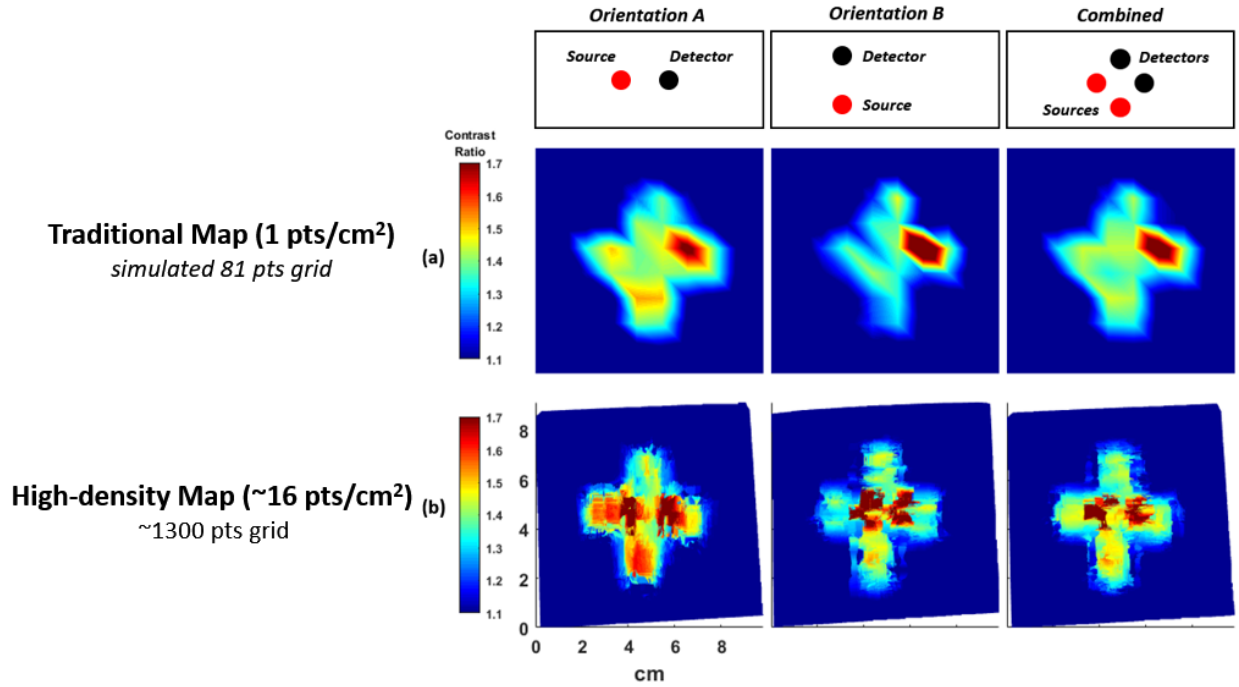 Orientation A
Orientation B
Combined
Source
Detector
Detector
Source
Detectors
Sources
Contrast
Ratio
1.7
1.6
1.5
1.4
1.3
1.2
1.1
Traditional Map (1 pts/cm²)
simulated 81 pts grid
(a)
1.7
1.6
1.5
1.4
1.3
1.2
1.1
High-density Map (~16 pts/cm²)
~1300 pts grid
(b)
8
6
4
2
0
0 2 4 6 8
cm